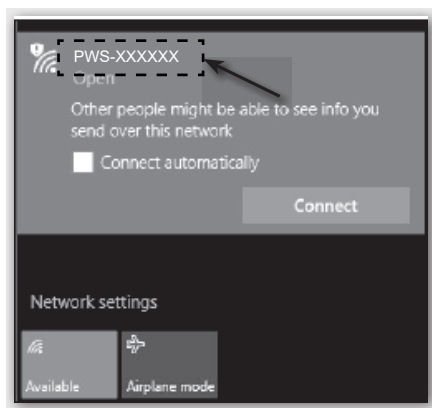 PWS-XXXXXX
Open
Other people might be able to see info you
send over this network
Connect automatically
Connect
Network settings
Available
Airplane mode